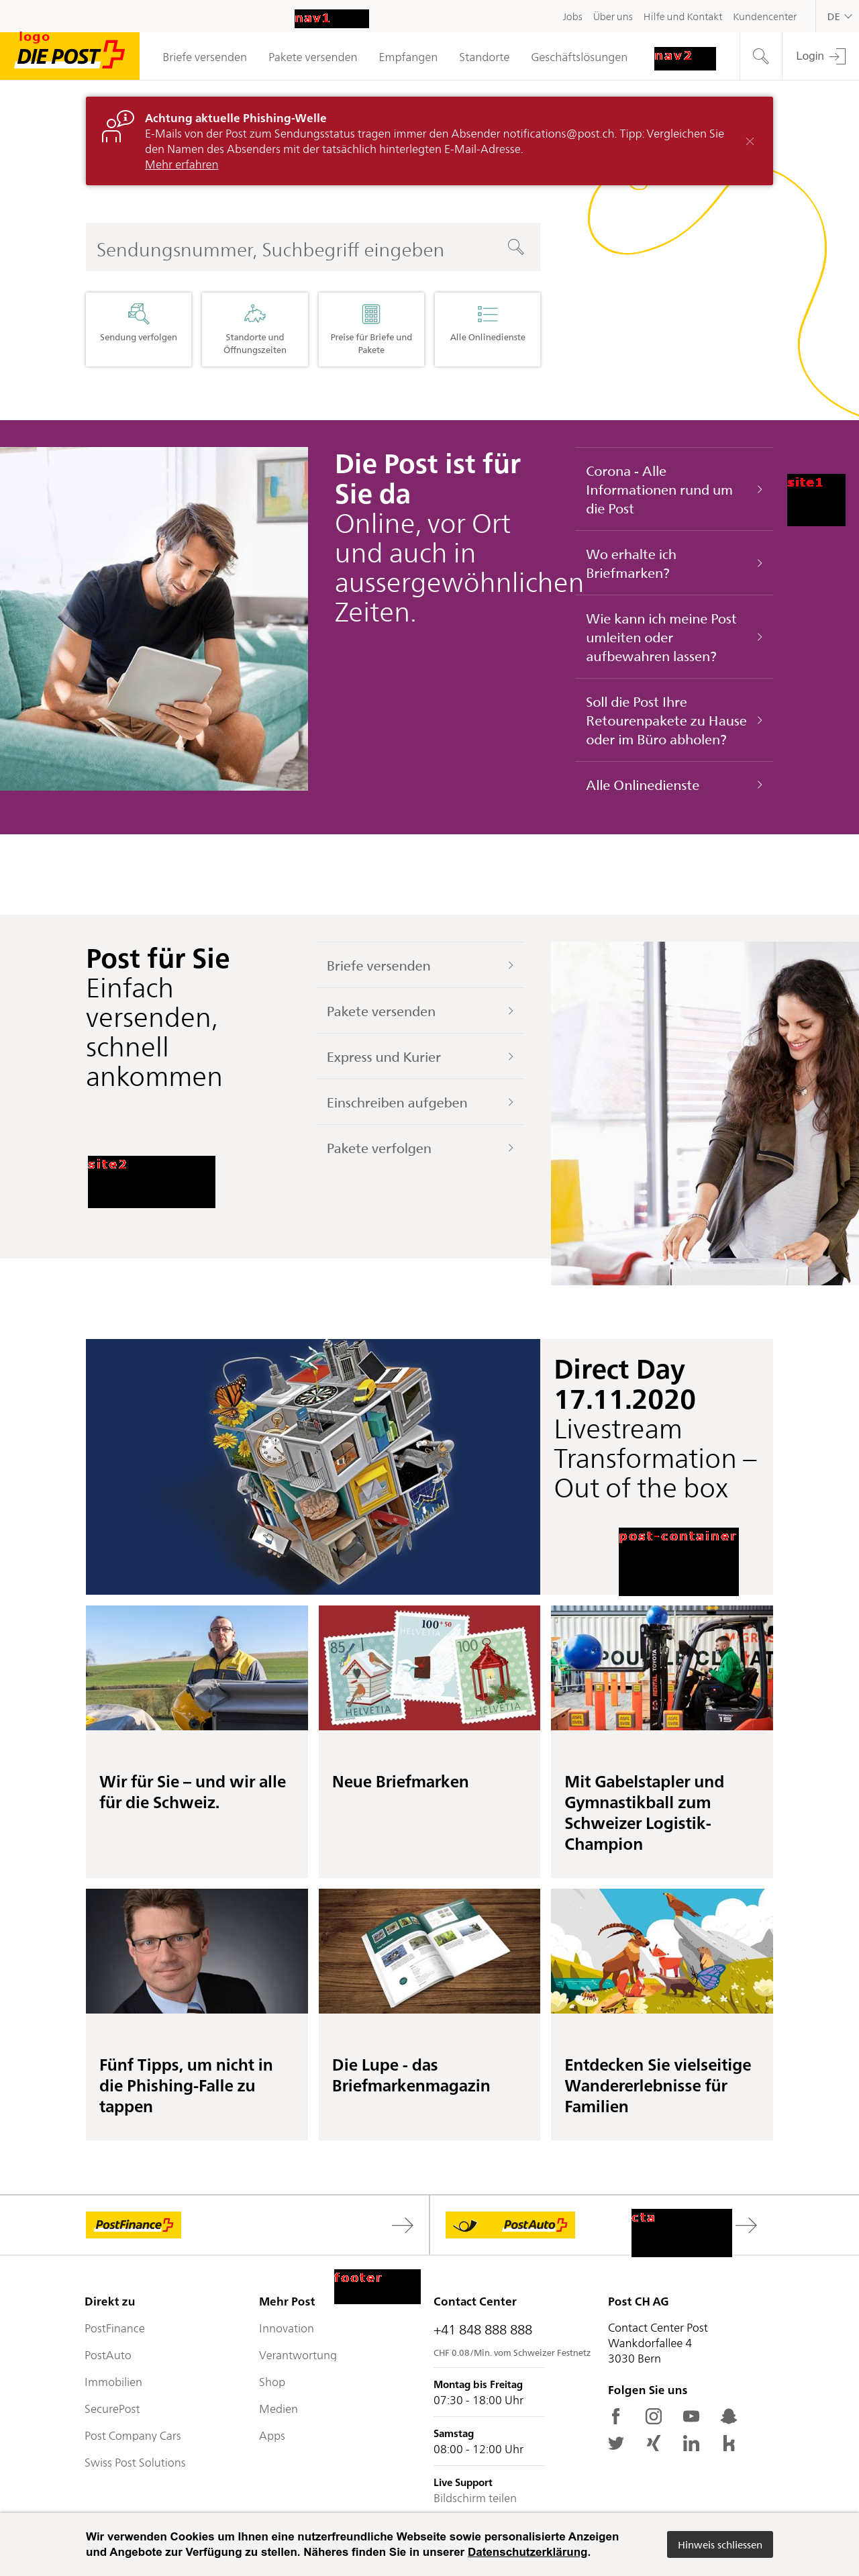 nav1
Jobs Über uns Hilfe und Kontakt Kundencenter DE
logo
DIE POST
Briefe versenden Pakete versenden Empfangen Standorte Geschäftslösungen nav2 Login
Achtung aktuelle Phishing-Welle
E-Mails von der Post zum Sendungsstatus tragen immer den Absender notifications@post.ch. Tipp: Vergleichen Sie
den Namen des Absenders mit der tatsächlich hinterlegten E-Mail-Adresse.
Mehr erfahren
Sendungsnummer, Suchbegriff eingeben
Sendung verfolgen
Standorte und
Öffnungszeiten
Preise für Briefe und
Pakete
Alle Onlinedienste
Die Post ist für
Sie da
Online, vor Ort
und auch in
aussergewöhnlichen
Zeiten.
Corona - Alle
Informationen rund um
die Post
site1
Wo erhalte ich
Briefmarken?
Wie kann ich meine Post
umleiten oder
aufbewahren lassen?
Soll die Post Ihre
Retourenpakete zu Hause
oder im Büro abholen?
Alle Onlinedienste
Post für Sie
Einfach
versenden,
schnell
ankommen
site2
Briefe versenden
Pakete versenden
Express und Kurier
Einschreiben aufgeben
Pakete verfolgen
Direct Day
17.11.2020
Livestream
Transformation –
Out of the box
post-container
85
HELVETIA
100+50
HELVETIA
100
HELVETIA
TOYOTA
15
Wir für Sie – und wir alle
für die Schweiz.
Neue Briefmarken
Mit Gabelstapler und
Gymnastikball zum
Schweizer Logistik-
Champion
Fünf Tipps, um nicht in
die Phishing-Falle zu
tappen
Die Lupe - das
Briefmarkenmagazin
Entdecken Sie vielseitige
Wandererlebnisse für
Familien
PostFinance
PostAuto
cta
footer
Direkt zu
PostFinance
PostAuto
Immobilien
SecurePost
Post Company Cars
Swiss Post Solutions
Mehr Post
Innovation
Verantwortung
Shop
Medien
Apps
Contact Center
+41 848 888 888
CHF 0.08/Min. vom Schweizer Festnetz
Montag bis Freitag
07:30 - 18:00 Uhr
Samstag
08:00 - 12:00 Uhr
Live Support
Bildschirm teilen
Post CH AG
Contact Center Post
Wankdorfallee 4
3030 Bern
Folgen Sie uns
Wir verwenden Cookies um Ihnen eine nutzerfreundliche Webseite sowie personalisierte Anzeigen
und Angebote zur Verfügung zu stellen. Näheres finden Sie in unserer Datenschutzerklärung.
Hinweis schliessen